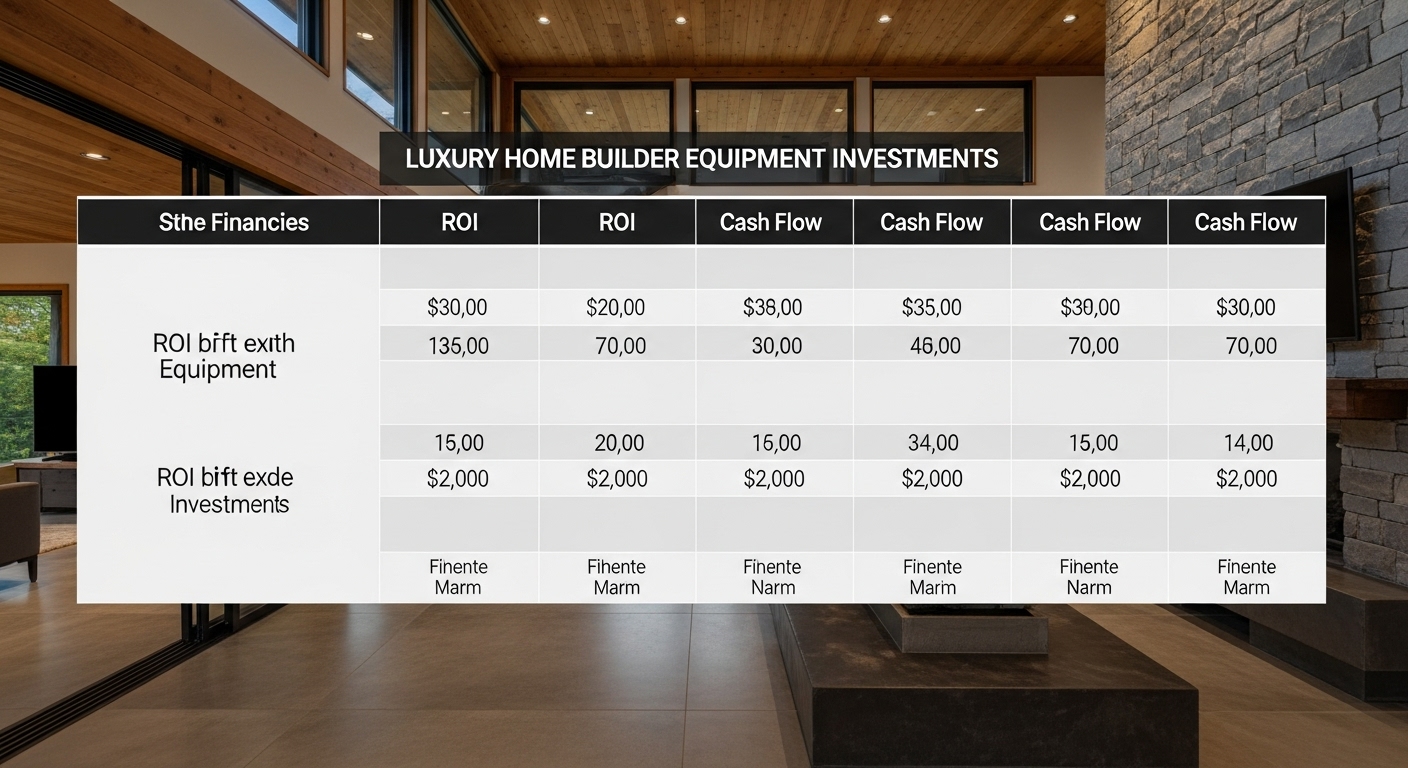 LUXURY HOME BUILDER EQUIPMENT INVESTMENTS
Sthe Financies ROI ROI Cash Flow Cash Flow Cash Flow Cash Flow
$30,00 $20,00 $38,00 $35,00 $39,00 $30,00
ROI bift exith
Equipment
135,00 70,00 30,00 46,00 70,00 70,00
15,00 20,00 15,00 34,00 15,00 14,00
ROI bift exde
Investments
$2,000 $2,000 $2,000 $2,000 $2,000 $2,000
Finente Finente Finente Finente Finente Finente
Marm Marm Narm Marm Narm Marm